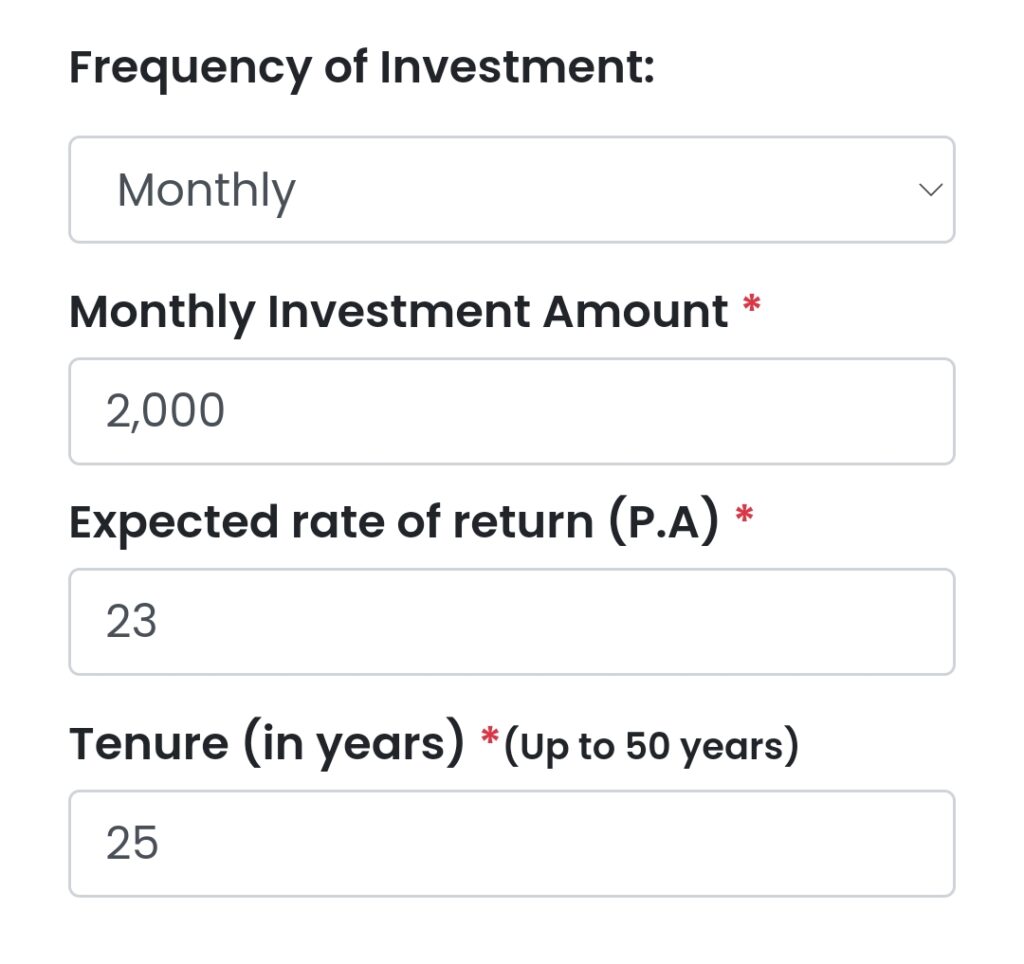 Frequency of Investment:
Monthly
Monthly Investment Amount *
2,000
Expected rate of return (P.A) *
23
Tenure (in years) *(Up to 50 years)
25